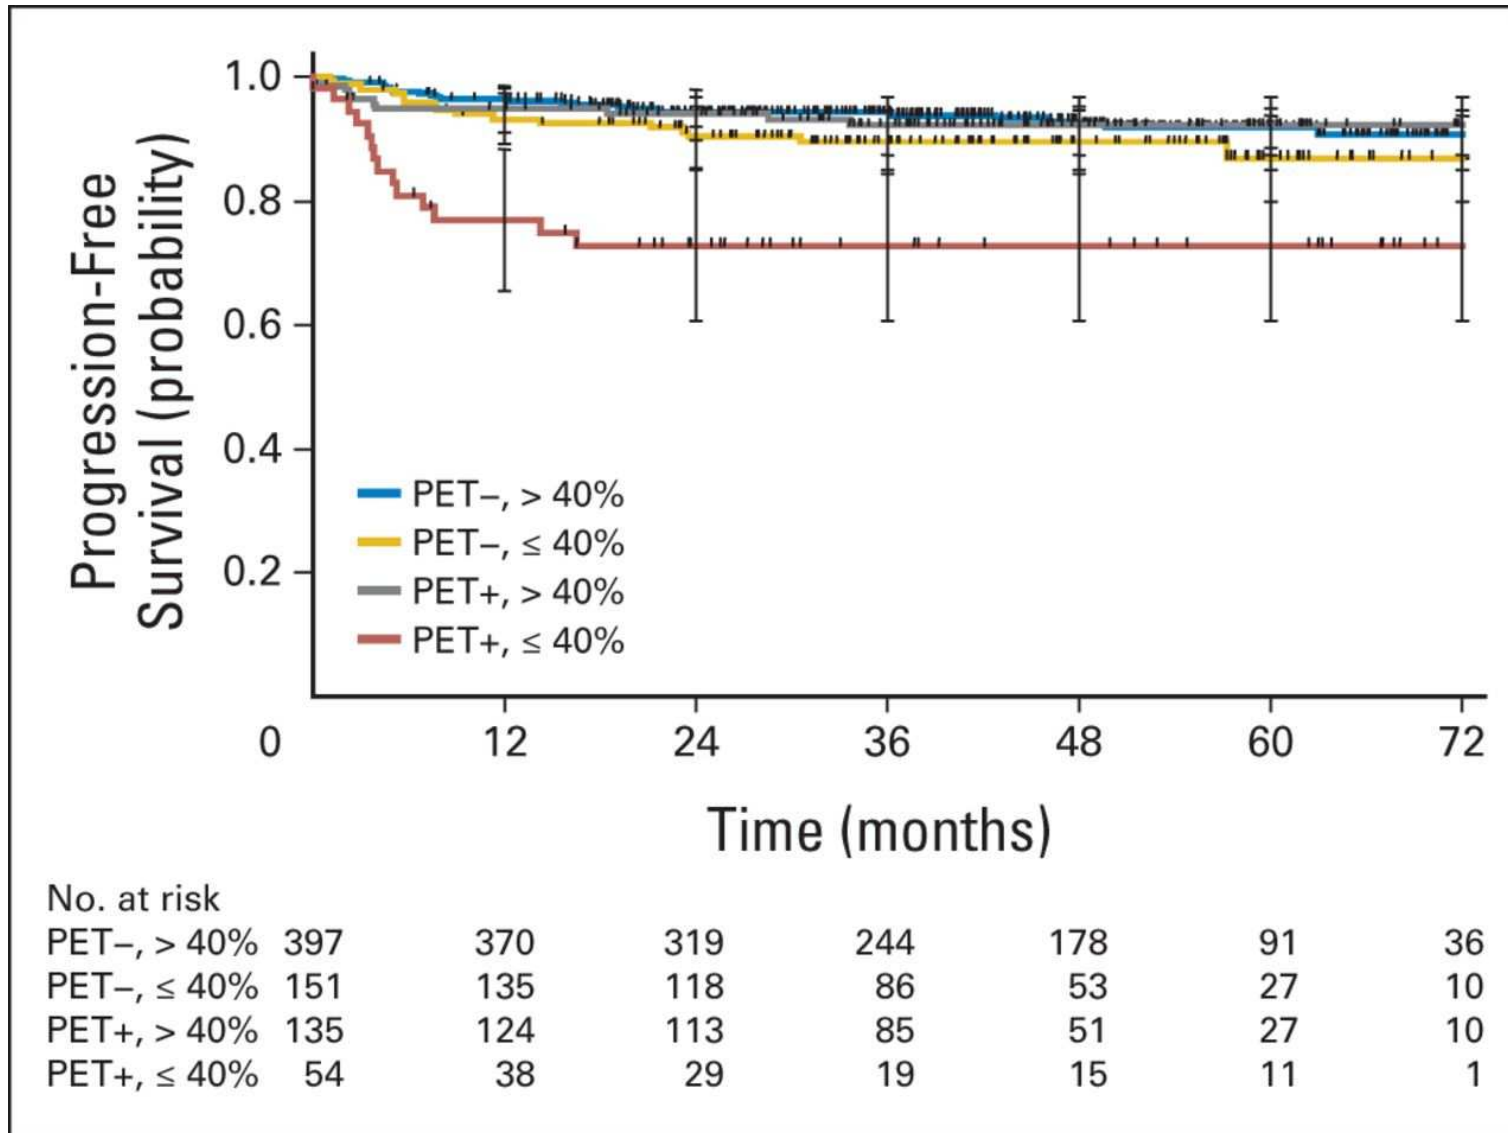 Progression-Free
Survival (probability)
1.0
0.8
0.6
0.4
0.2
PET–, > 40%
PET–, ≤ 40%
PET+, > 40%
PET+, ≤ 40%
0 12 24 36 48 60 72
Time (months)
No. at risk
PET–, > 40% 397 370 319 244 178 91 36
PET–, ≤ 40% 151 135 118 86 53 27 10
PET+, > 40% 135 124 113 85 51 27 10
PET+, ≤ 40% 54 38 29 19 15 11 1